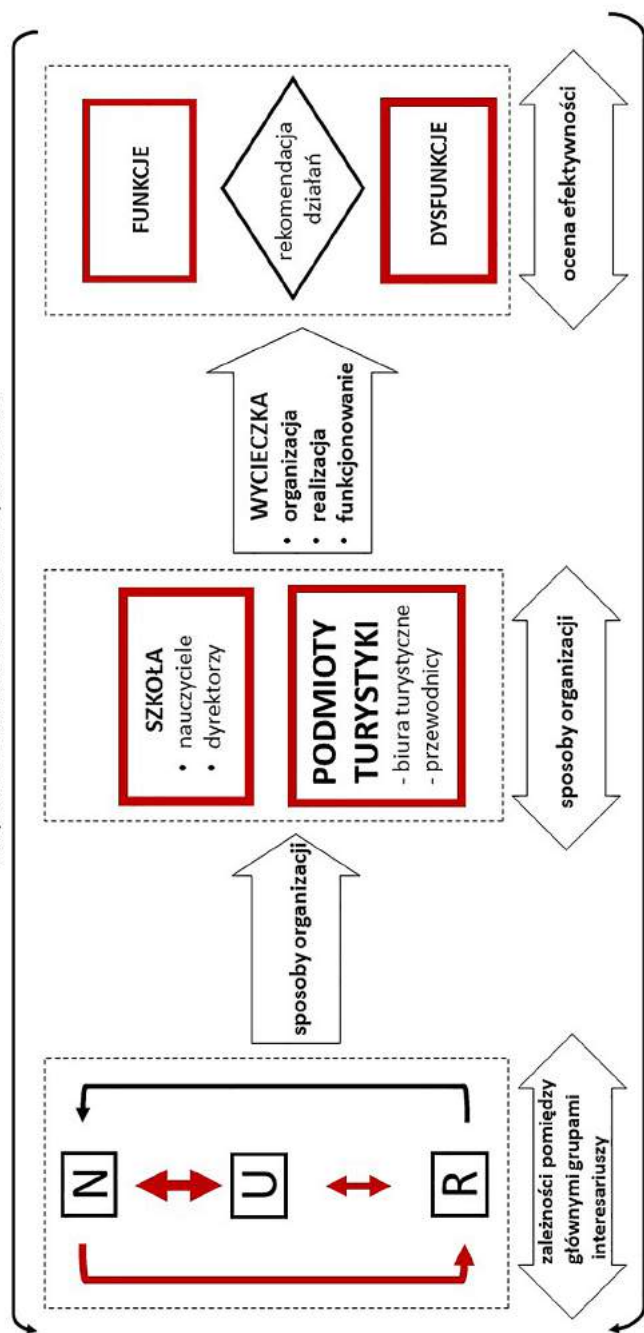 N
U
R
zależności pomiędzy
głównymi grupami
interesariuszy
sposoby organizacji
SZKOŁA
• nauczyciele
• dyrektorzy
PODMIOTY
TURYSTYKI
- biura turystyczne
- przewodnicy
sposoby organizacji
WYCIECZKA
• organizacja
• realizacja
• funkcjonowanie
FUNKCJE
rekomendacja
działań
DYSFUNKCJE
ocena efektywności